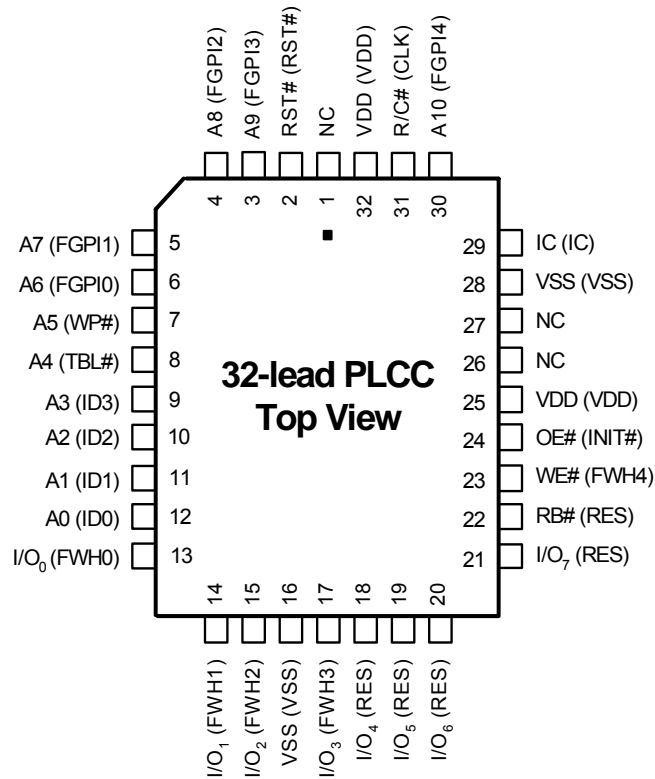 A8 (FGPI2)
A9 (FGPI3)
RST# (RST#)
NC
VDD (VDD)
R/C# (CLK)
A10 (FGPI4)
4
3
2
1
32
31
30
A7 (FGPI1)
5
A6 (FGPI0)
6
A5 (WP#)
7
A4 (TBL#)
8
A3 (ID3)
9
A2 (ID2)
10
A1 (ID1)
11
A0 (ID0)
12
I/O₀ (FWH0)
13
32-lead PLCC
Top View
29
IC (IC)
28
VSS (VSS)
27
NC
26
NC
25
VDD (VDD)
24
OE# (INIT#)
23
WE# (FWH4)
22
RB# (RES)
21
I/O₇ (RES)
14
15
16
17
18
19
20
I/O₁ (FWH1)
I/O₂ (FWH2)
VSS (VSS)
I/O₃ (FWH3)
I/O₄ (RES)
I/O₅ (RES)
I/O₆ (RES)